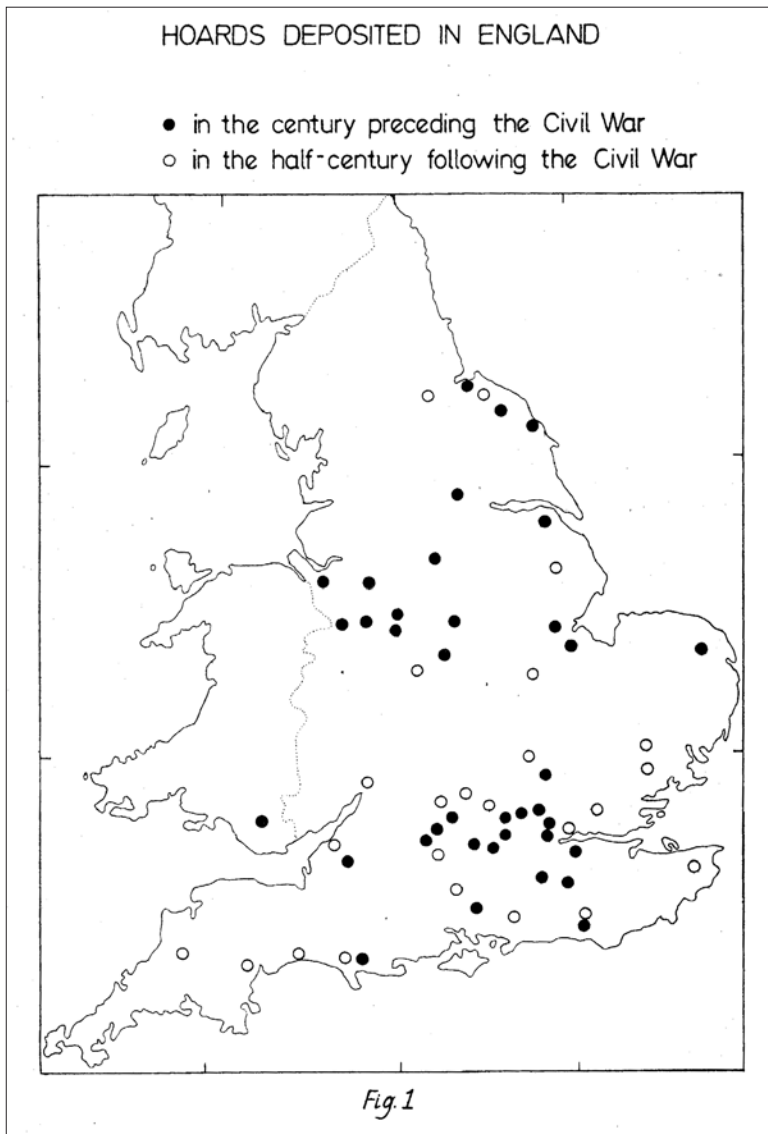 HOARDS DEPOSITED IN ENGLAND
● in the century preceding the Civil War
○ in the half-century following the Civil War
Fig.1